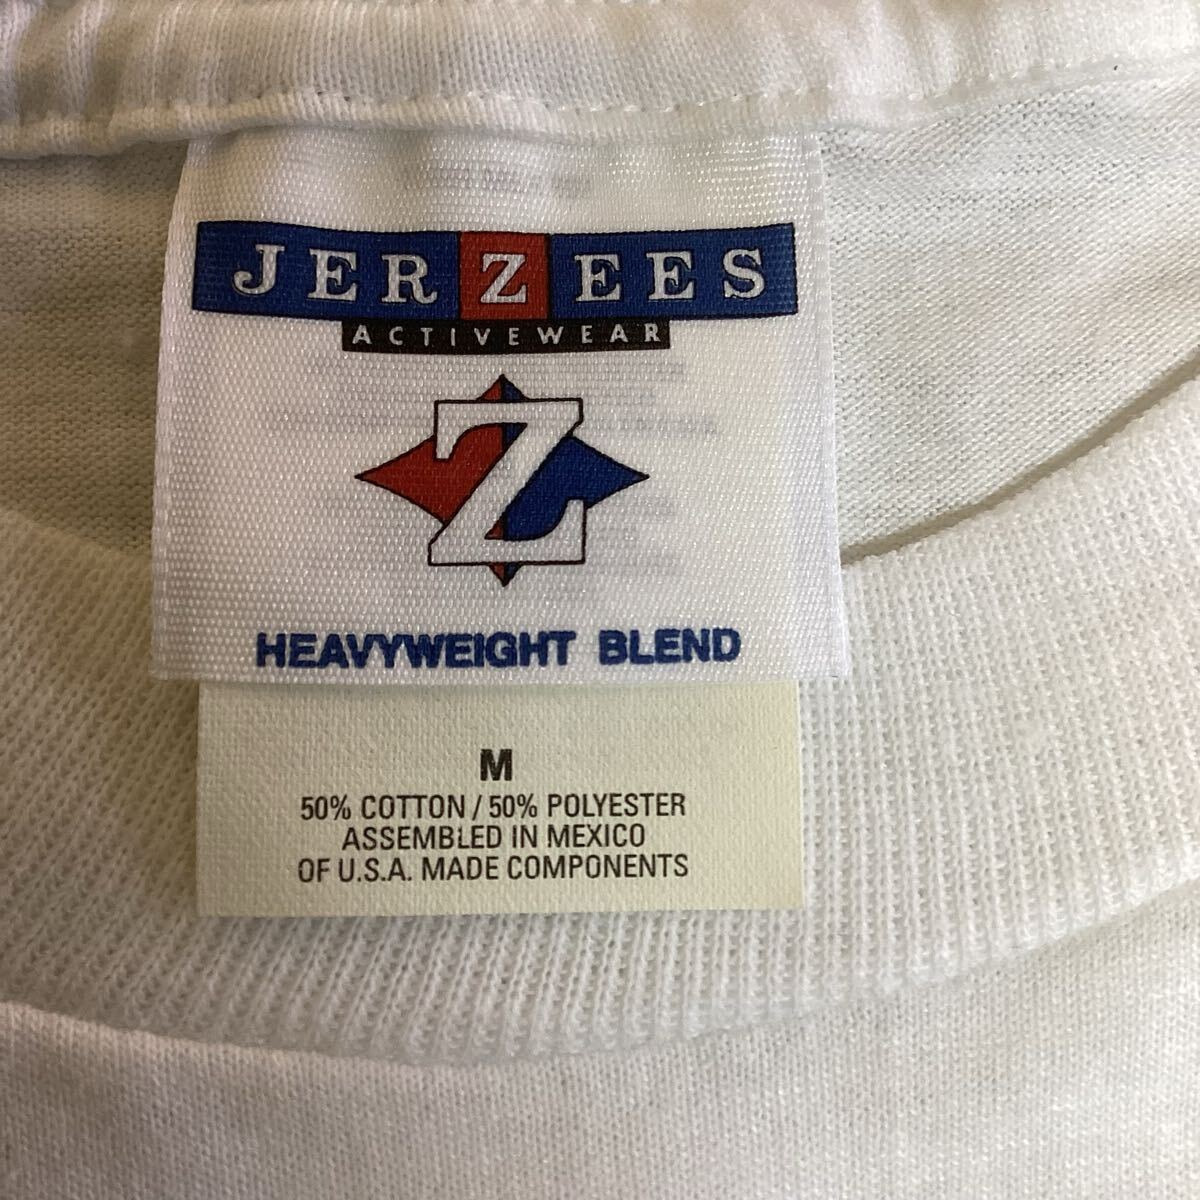 JERZEES
ACTIVEWEAR
Z
HEAVYWEIGHT BLEND
M
50% COTTON / 50% POLYESTER
ASSEMBLED IN MEXICO
OF U.S.A. MADE COMPONENTS